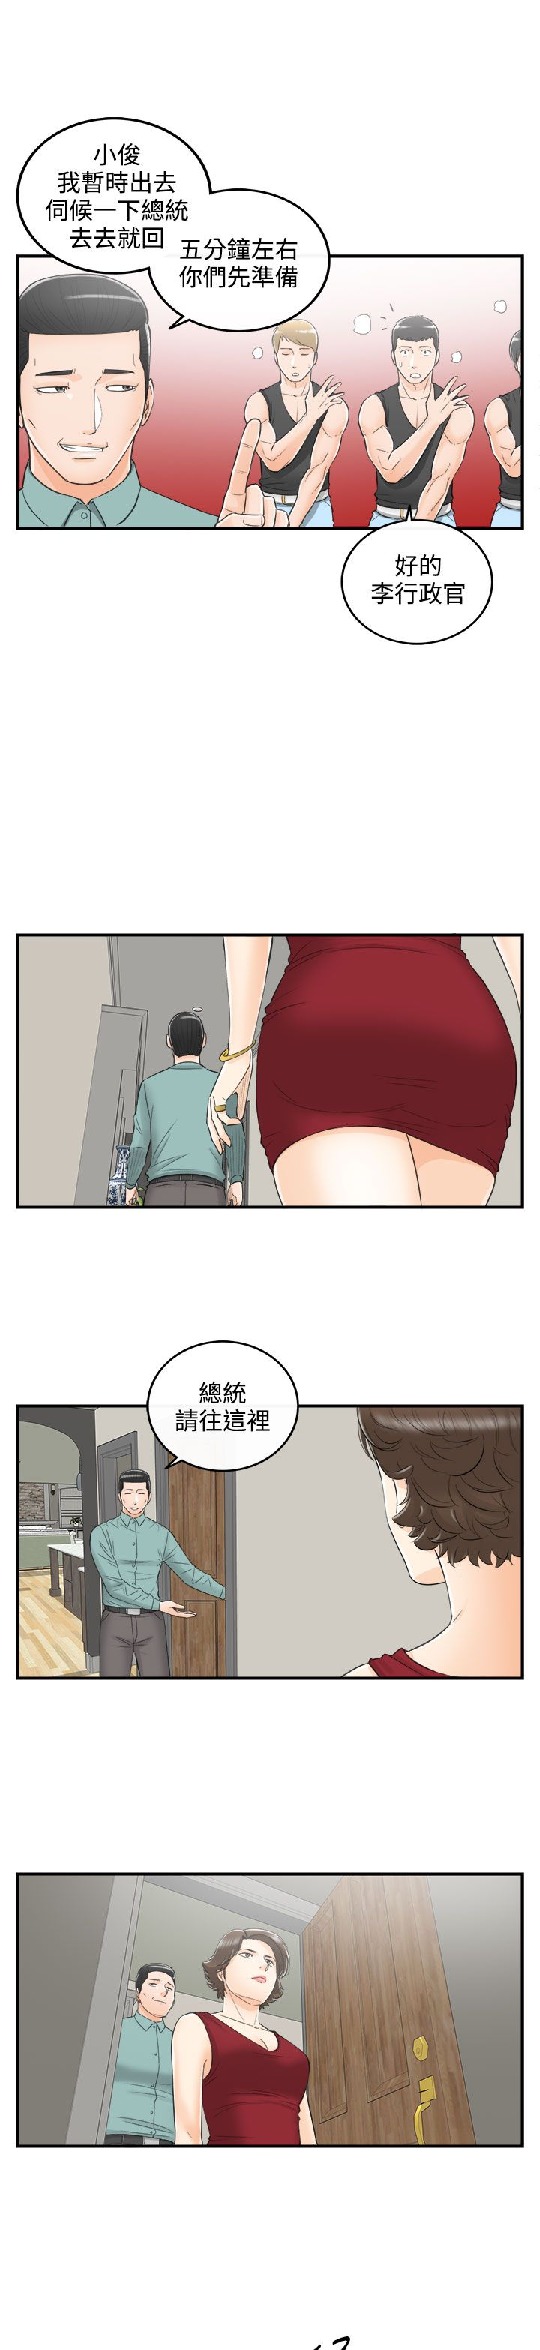 小俊
我暫時出去
伺候一下總統
去去就回
五分鐘左右
你們先準備
好的
李行政官
總統
請往這裡